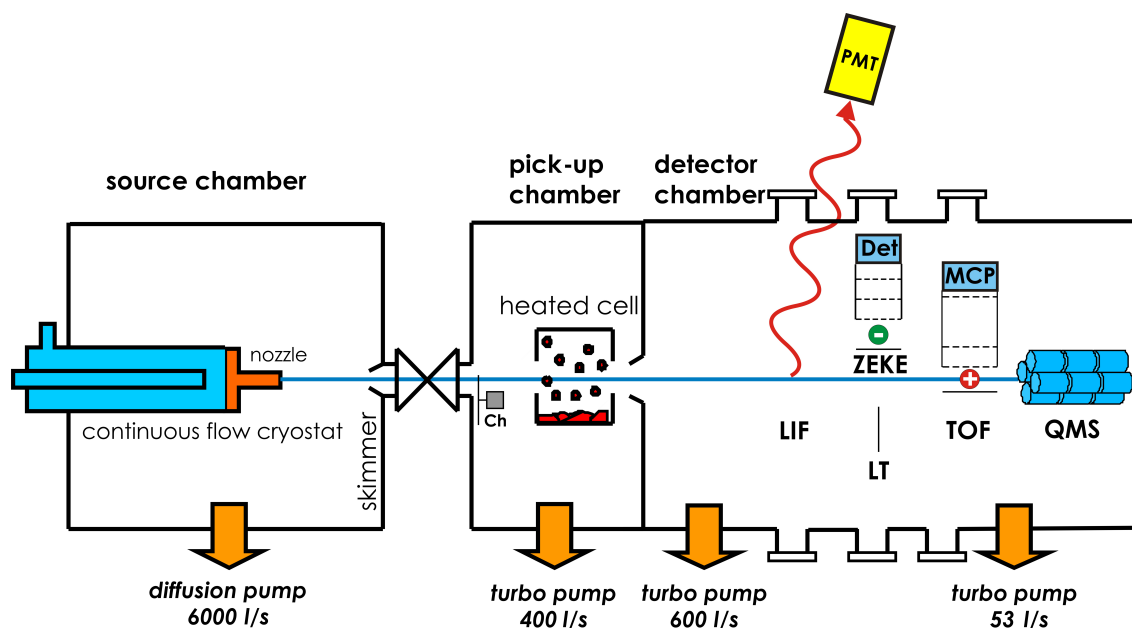 PMT
source chamber
pick-up
chamber
detector
chamber
Det
MCP
heated cell
nozzle
-
ZEKE
+
continuous flow cryostat
skimmer
Ch
LIF
LT
TOF
QMS
diffusion pump
6000 l/s
turbo pump
400 l/s
turbo pump
600 l/s
turbo pump
53 l/s